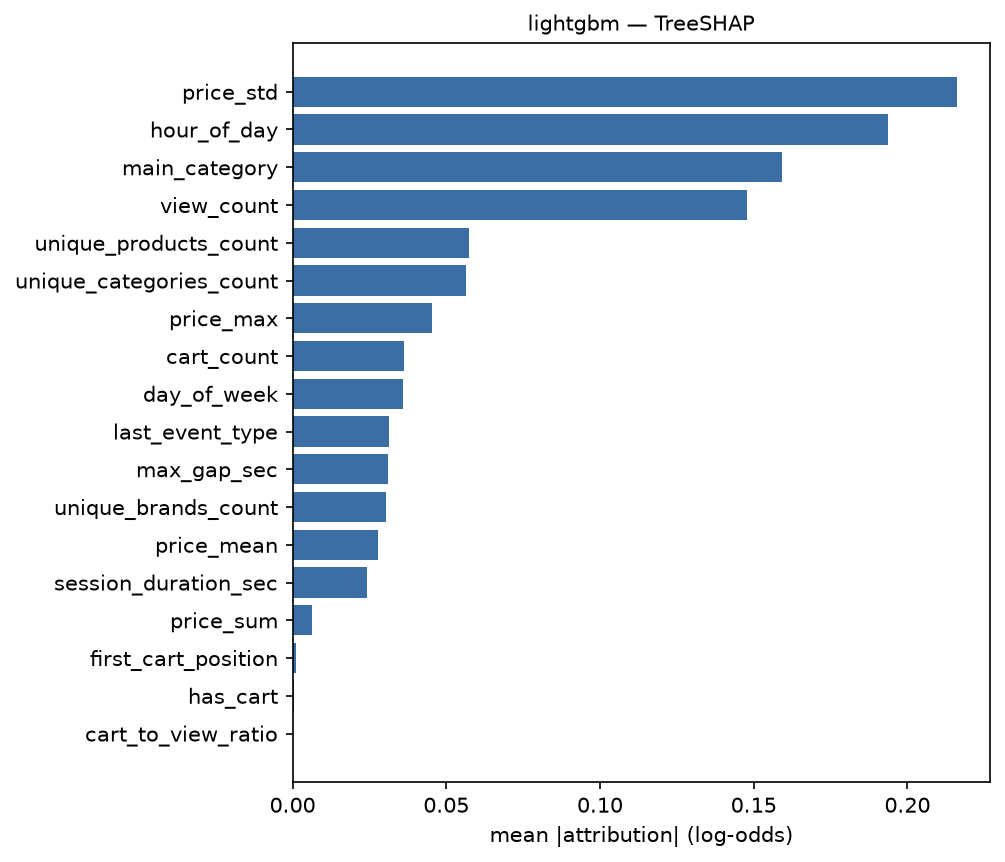 lightgbm — TreeSHAP
price_std
hour_of_day
main_category
view_count
unique_products_count
unique_categories_count
price_max
cart_count
day_of_week
last_event_type
max_gap_sec
unique_brands_count
price_mean
session_duration_sec
price_sum
first_cart_position
has_cart
cart_to_view_ratio
0.00 0.05 0.10 0.15 0.20
mean |attribution| (log-odds)